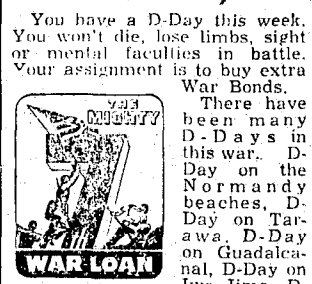 You have a D-Day this week.
You won't die, lose limbs, sight
or mental faculties in battle.
Your assignment is to buy extra
War Bonds.
THE
MIGHTY
WAR LOAN
There have
been many
D-Days in
this war. D-
Day on the
Normandy
beaches, D-
Day on Tar-
awa, D-Day
on Guadalca-
nal, D-Day on